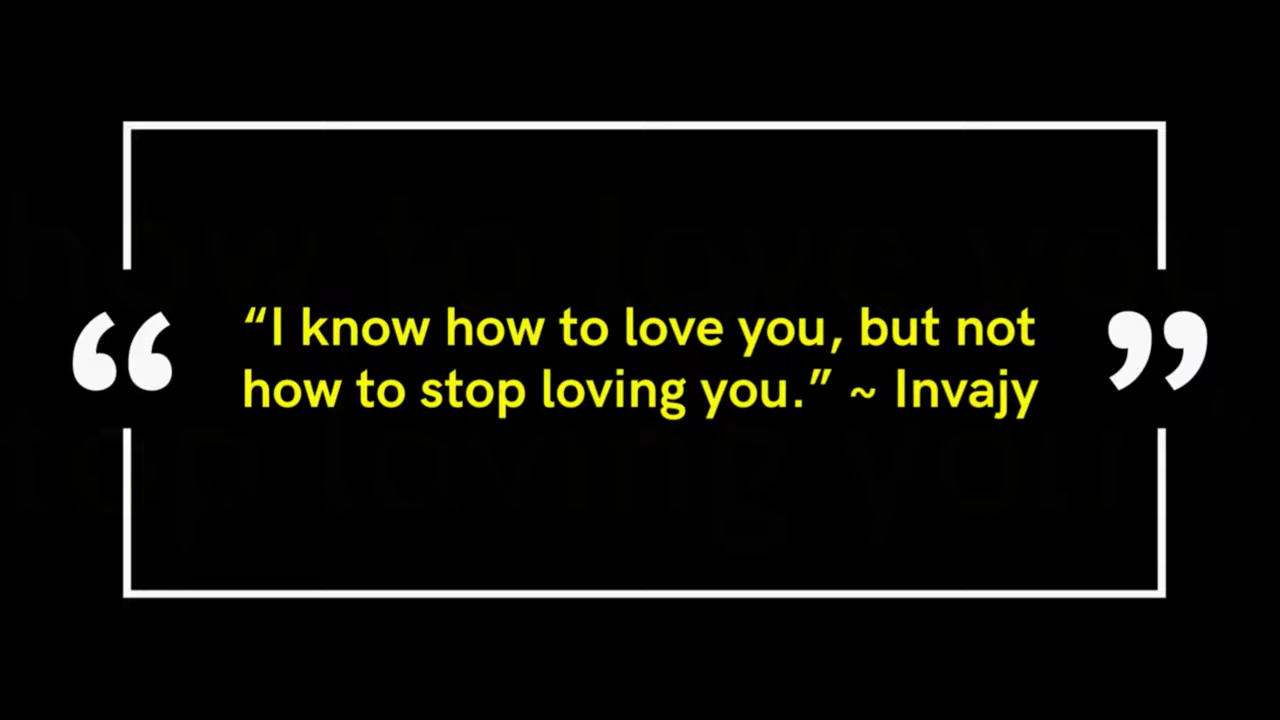 “I know how to love you, but not
how to stop loving you.” ~ Invajy